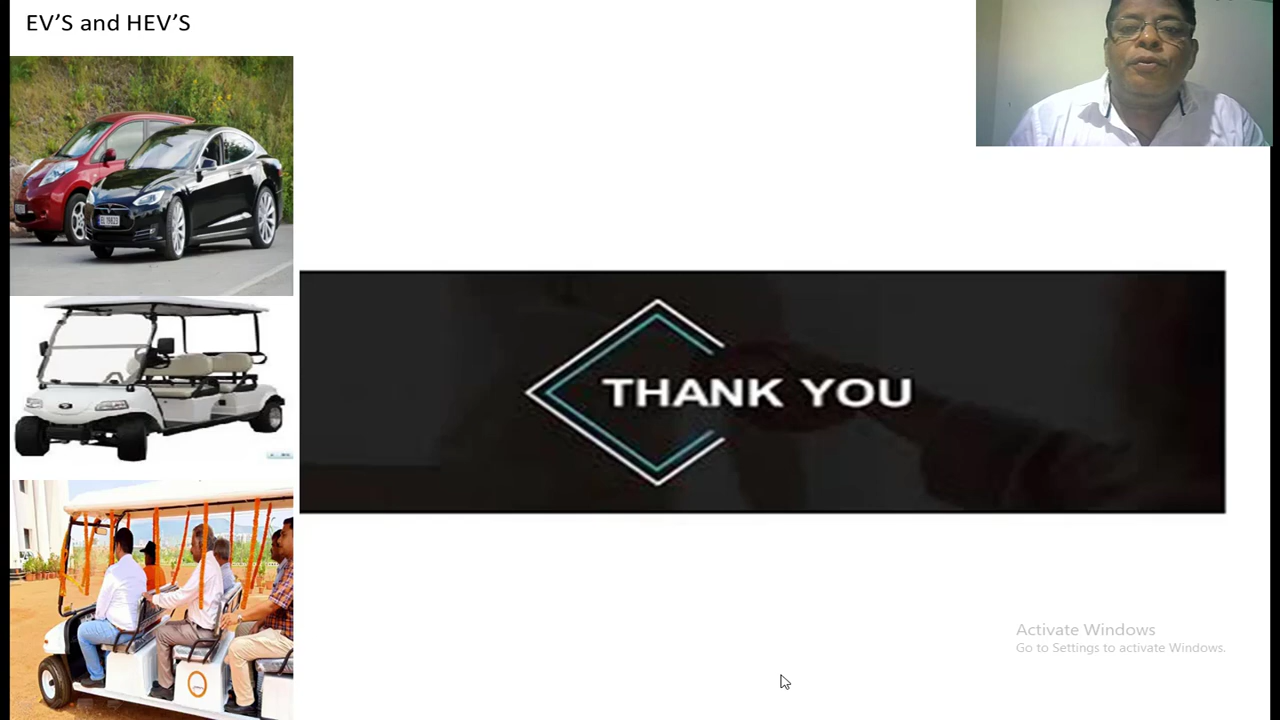 EV’S and HEV’S
THANK YOU
Activate Windows
Go to Settings to activate Windows.